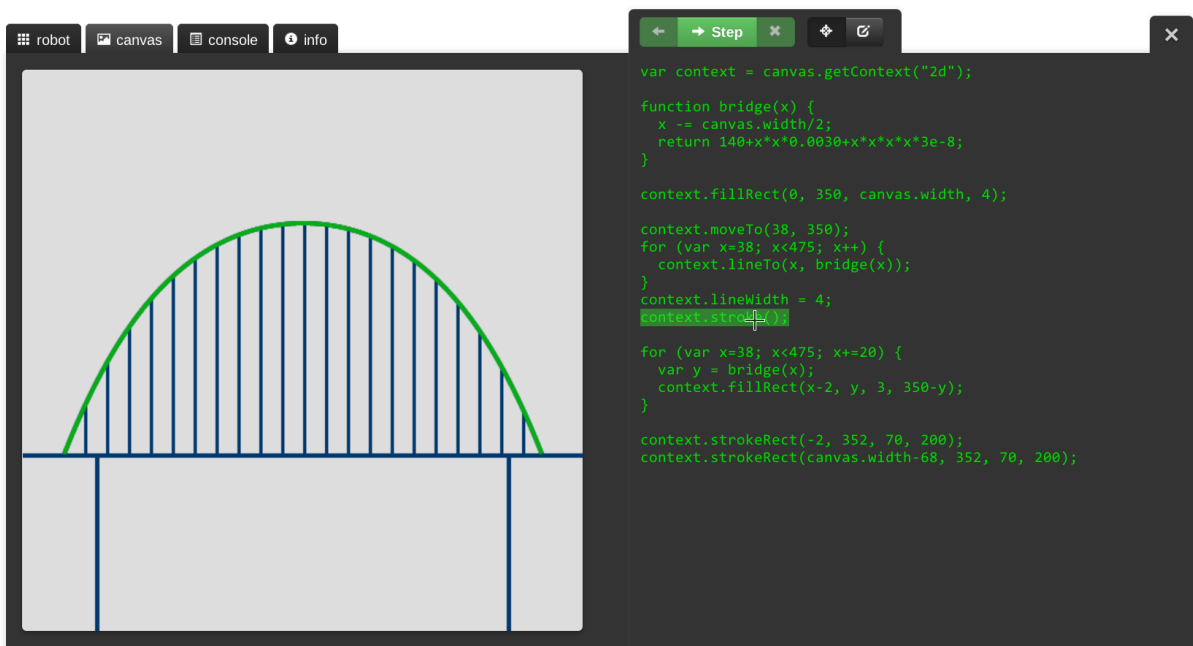 robot
canvas
console
info
Step
var context = canvas.getContext("2d");
function bridge(x) {
x -= canvas.width/2;
return 140+x*x*0.0030+x*x*x*x*3e-8;
}
context.fillRect(0, 350, canvas.width, 4);
context.moveTo(38, 350);
for (var x=38; x<475; x++) {
context.lineTo(x, bridge(x));
}
context.lineWidth = 4;
context.stroke();
for (var x=38; x<475; x+=20) {
var y = bridge(x);
context.fillRect(x-2, y, 3, 350-y);
}
context.strokeRect(-2, 352, 70, 200);
context.strokeRect(canvas.width-68, 352, 70, 200);